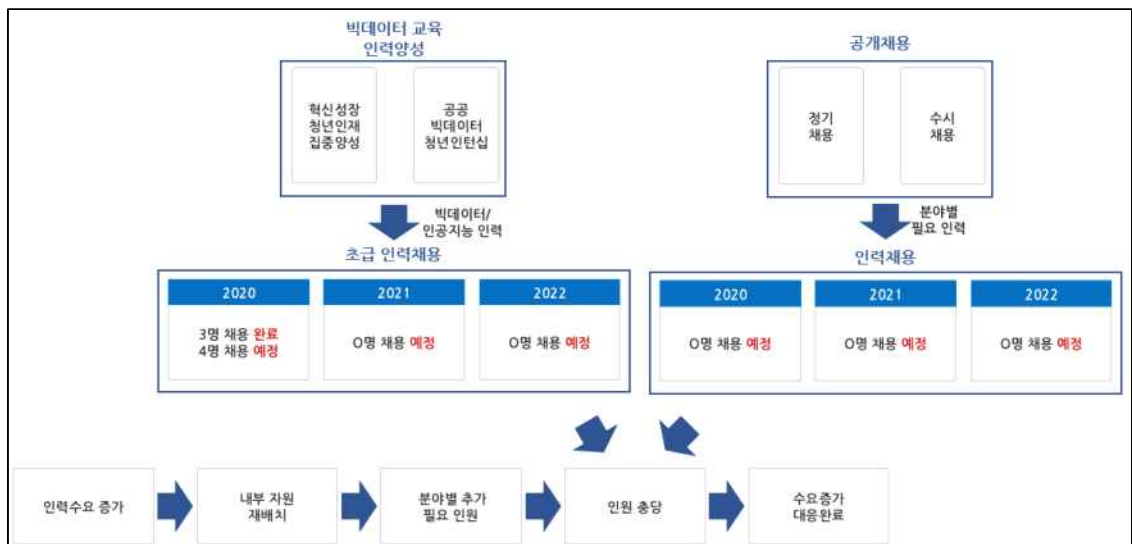 빅데이터 교육
인력양성
혁신성장
청년인재
집중양성
공공
빅데이터
청년인턴십
빅데이터/
인공지능 인력
초급 인력채용
2020
3명 채용 완료
4명 채용 예정
2021
O명 채용 예정
2022
O명 채용 예정
공개채용
정기
채용
수시
채용
분야별
필요 인력
인력채용
2020
O명 채용 예정
2021
O명 채용 예정
2022
O명 채용 예정
인력수요 증가
내부 자원
재배치
분야별 추가
필요 인원
인원 충당
수요증가
대응완료